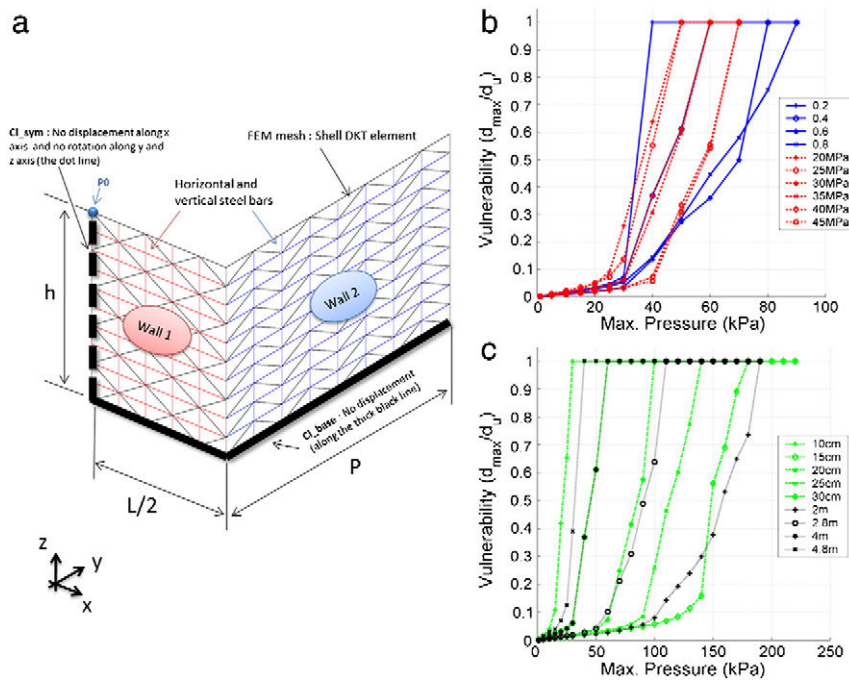 a
CI_sym : No displacement along x
axis and no rotation along y and
z axis (the dot line)
FEM mesh : Shell DKT element
P0
Horizontal and
vertical steel bars
h
Wall 1
Wall 2
CI_base : No displacement
(along the thick black line)
L/2
P
z
y
x
b
Vulnerability (d_max/d_u)
1
0.9
0.8
0.7
0.6
0.5
0.4
0.3
0.2
0.1
0
0 20 40 60 80 100
Max. Pressure (kPa)
0.2
0.4
0.6
0.8
20MPa
25MPa
30MPa
35MPa
40MPa
45MPa
c
Vulnerability (d_max/d_u)
1
0.9
0.8
0.7
0.6
0.5
0.4
0.3
0.2
0.1
0
0 50 100 150 200 250
Max. Pressure (kPa)
10cm
15cm
20cm
25cm
30cm
2m
2.8m
4m
4.8m